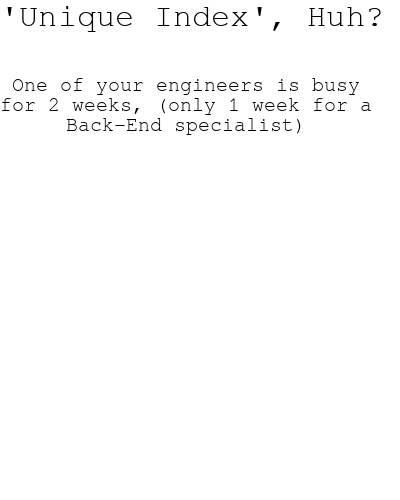 'Unique Index', Huh?
One of your engineers is busy
for 2 weeks, (only 1 week for a
Back-End specialist)